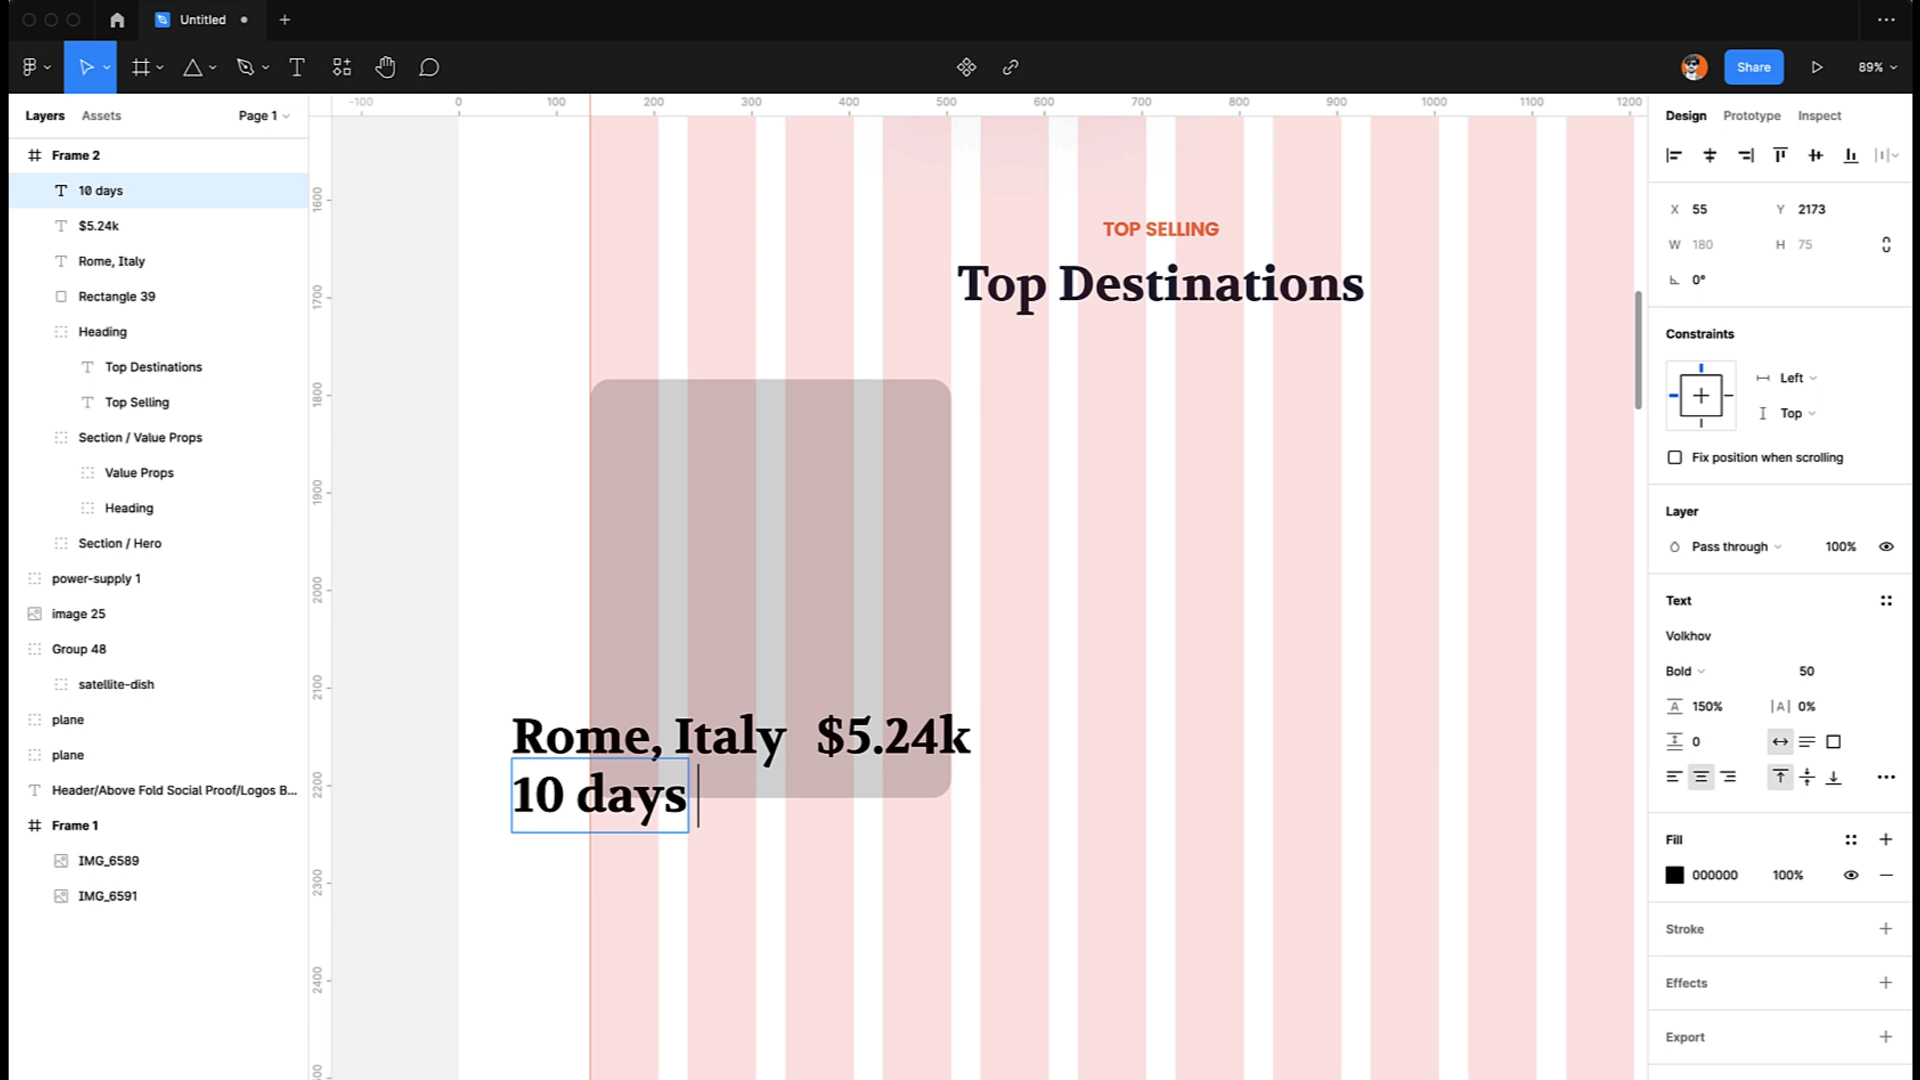 Untitled
Share
89%
Layers Assets Page 1
-100 0 100 200 300 400 500 600 700 800 900 1000 1100 1200
Design Prototype Inspect
Frame 2
10 days
$5.24k
Rome, Italy
Rectangle 39
Heading
Top Destinations
Top Selling
Section / Value Props
Value Props
Heading
Section / Hero
power-supply 1
image 25
Group 48
satellite-dish
plane
plane
Header/Above Fold Social Proof/Logos B...
Frame 1
IMG_6589
IMG_6591
1600
1700
1800
1900
2000
2100
2200
2300
2400
TOP SELLING
Top Destinations
Rome, Italy $5.24k
10 days
X 55 Y 2173
W 180 H 75
0°
Constraints
Left
Top
Fix position when scrolling
Layer
Pass through 100%
Text
Volkhov
Bold 50
A 150% |A| 0%
0
Fill
000000 100%
Stroke
Effects
Export